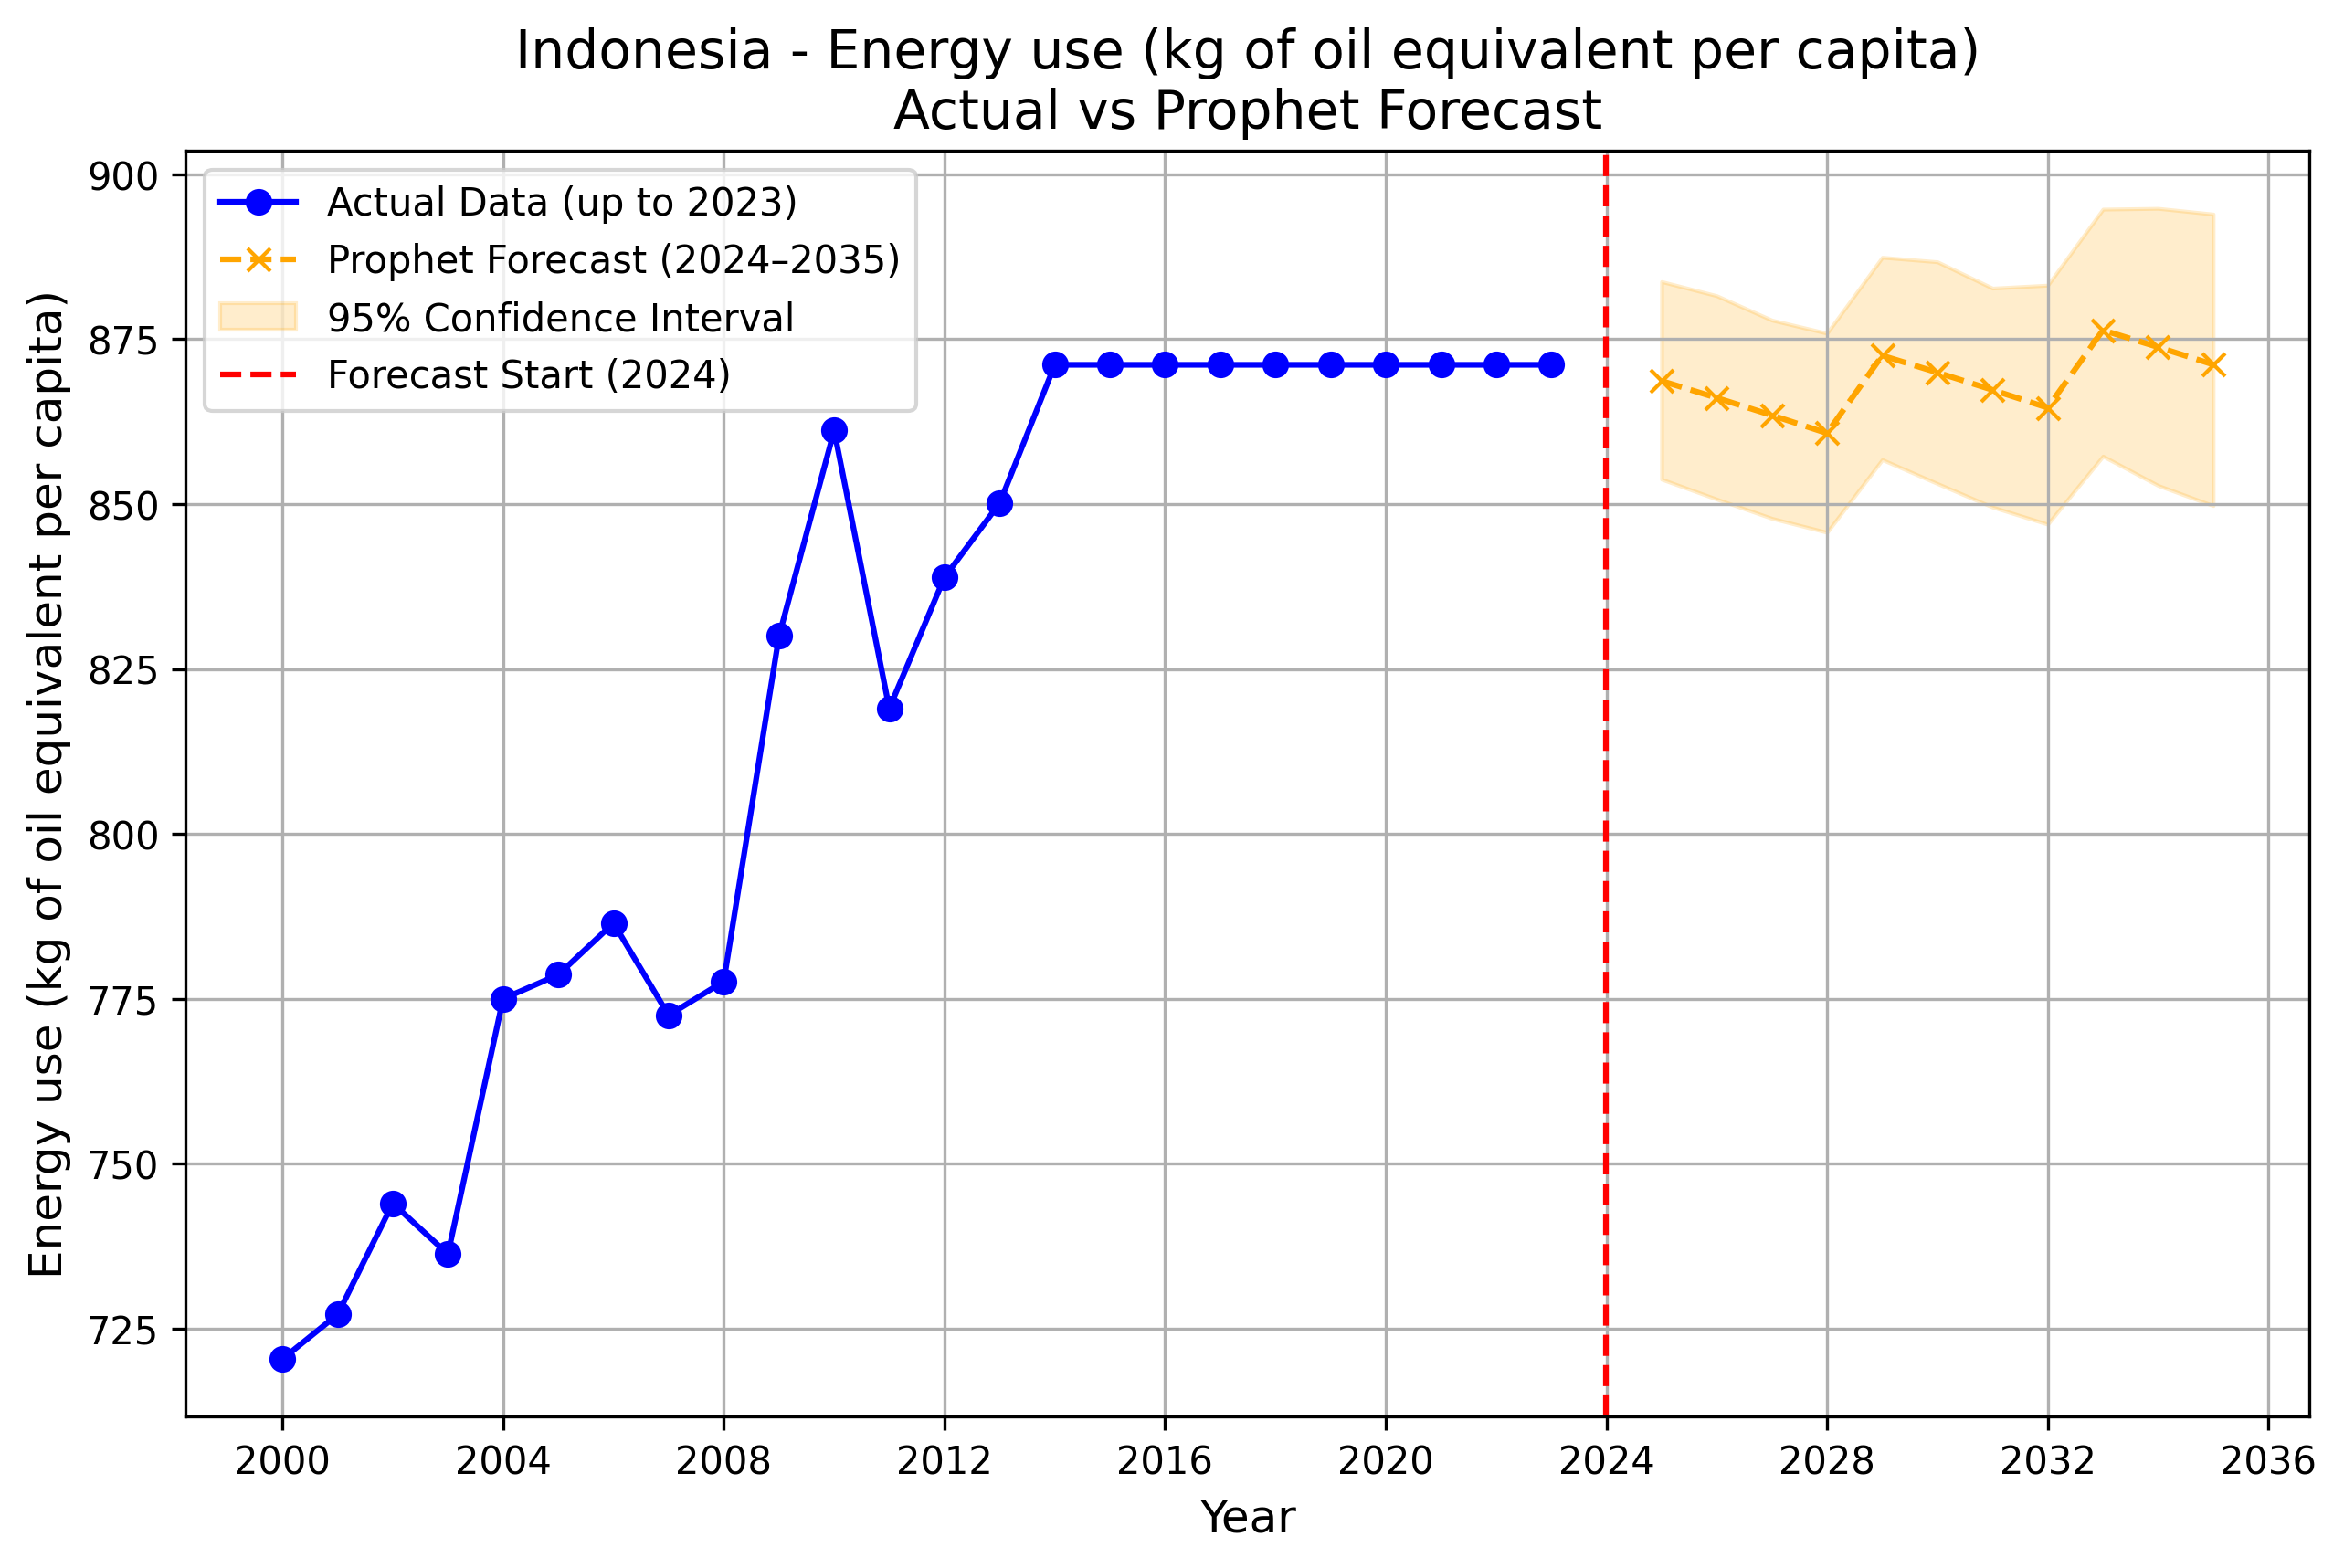 Indonesia - Energy use (kg of oil equivalent per capita)
Actual vs Prophet Forecast
Actual Data (up to 2023)
Prophet Forecast (2024–2035)
95% Confidence Interval
Forecast Start (2024)
Energy use (kg of oil equivalent per capita)
900
875
850
825
800
775
750
725
2000 2004 2008 2012 2016 2020 2024 2028 2032 2036
Year